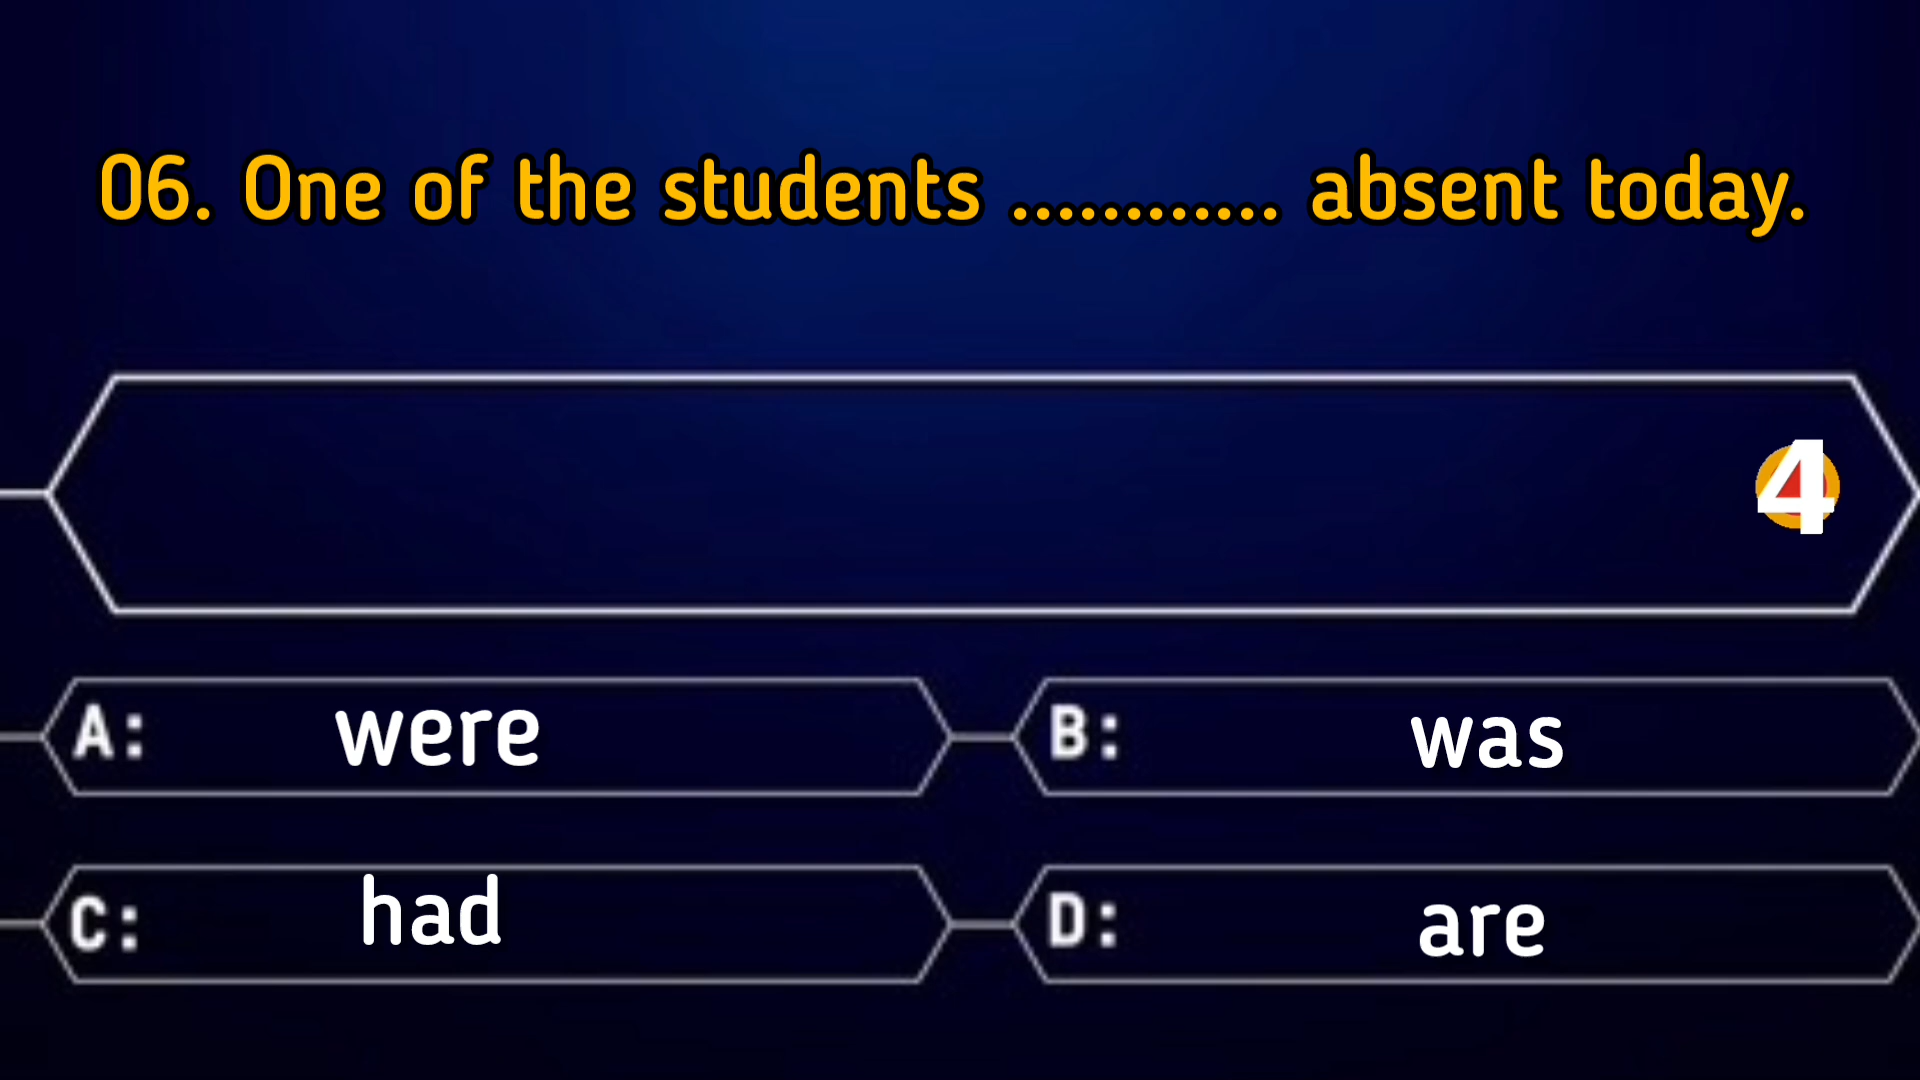 06. One of the students ............ absent today.
4
A: were
B: was
C: had
D: are